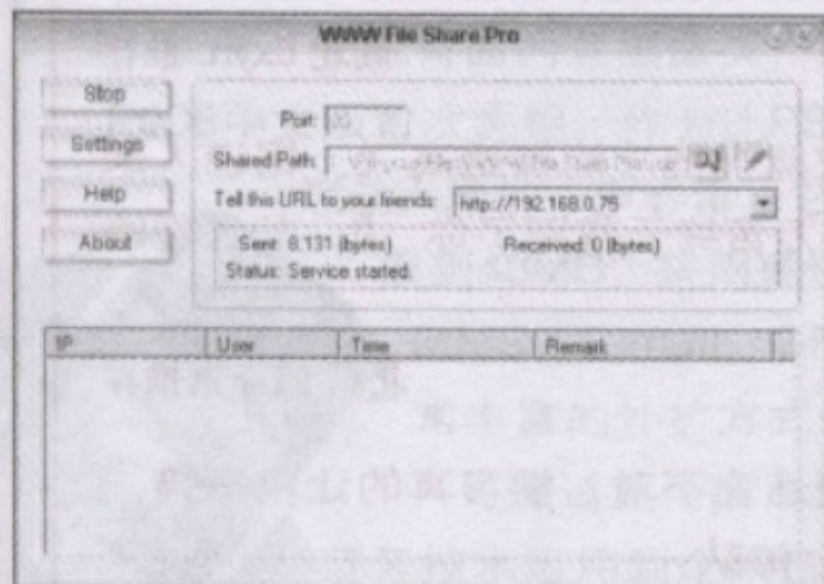 WWW File Share Pro
Stop
Settings
Help
About
Port:
Shared Path:
Tell this URL to your friends: http://192.168.0.75
Sent: 8,131 (bytes) Received: 0 (bytes)
Status: Service started.
IP User Time Remark